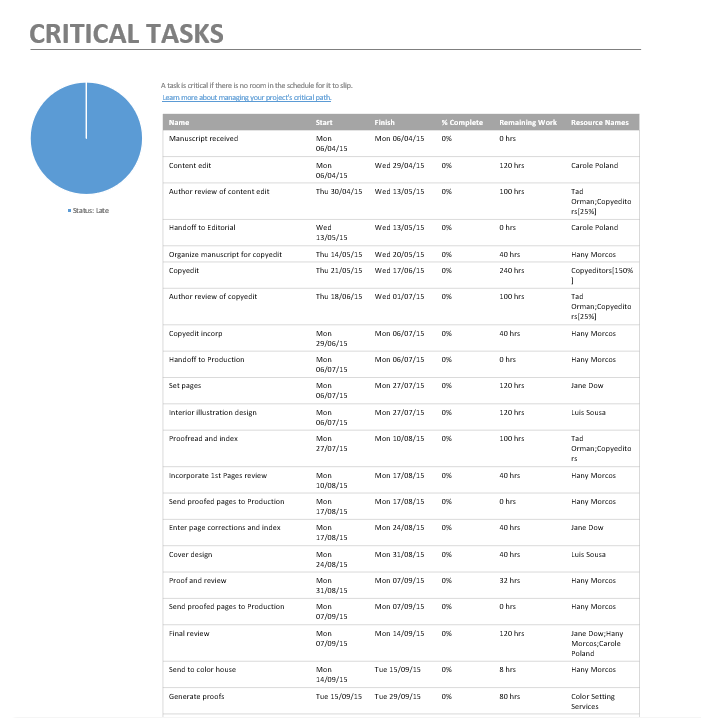 CRITICAL TASKS
A task is critical if there is no room in the schedule for it to slip.
Learn more about managing your project's critical path.
Status: Late
Name Start Finish % Complete Remaining Work Resource Names
Manuscript received Mon Mon 06/04/15 0% 0 hrs
06/04/15
Content edit Mon Wed 29/04/15 0% 120 hrs Carole Poland
06/04/15
Author review of content edit Thu 30/04/15 Wed 13/05/15 0% 100 hrs Tad
Orman;Copyedito
rs[25%]
Handoff to Editorial Wed Wed 13/05/15 0% 0 hrs Carole Poland
13/05/15
Organize manuscript for copyedit Thu 14/05/15 Wed 20/05/15 0% 40 hrs Hany Morcos
Copyedit Thu 21/05/15 Wed 17/06/15 0% 240 hrs Copyeditors[150%
]
Author review of copyedit Thu 18/06/15 Wed 01/07/15 0% 100 hrs Tad
Orman;Copyedito
rs[25%]
Copyedit incorp Mon Mon 06/07/15 0% 40 hrs Hany Morcos
29/06/15
Handoff to Production Mon Mon 06/07/15 0% 0 hrs Hany Morcos
06/07/15
Set pages Mon Mon 27/07/15 0% 120 hrs Jane Dow
06/07/15
Interior illustration design Mon Mon 27/07/15 0% 120 hrs Luis Sousa
06/07/15
Proofread and index Mon Mon 10/08/15 0% 100 hrs Tad
27/07/15 Orman;Copyedito
rs
Incorporate 1st Pages review Mon Mon 17/08/15 0% 40 hrs Hany Morcos
10/08/15
Send proofed pages to Production Mon Mon 17/08/15 0% 0 hrs Hany Morcos
17/08/15
Enter page corrections and index Mon Mon 24/08/15 0% 40 hrs Jane Dow
17/08/15
Cover design Mon Mon 31/08/15 0% 40 hrs Luis Sousa
24/08/15
Proof and review Mon Mon 07/09/15 0% 32 hrs Hany Morcos
31/08/15
Send proofed pages to Production Mon Mon 07/09/15 0% 0 hrs Hany Morcos
07/09/15
Final review Mon Mon 14/09/15 0% 120 hrs Jane Dow;Hany
07/09/15 Morcos;Carole
Poland
Send to color house Mon Tue 15/09/15 0% 8 hrs Hany Morcos
14/09/15
Generate proofs Tue 15/09/15 Tue 29/09/15 0% 80 hrs Color Setting
Services